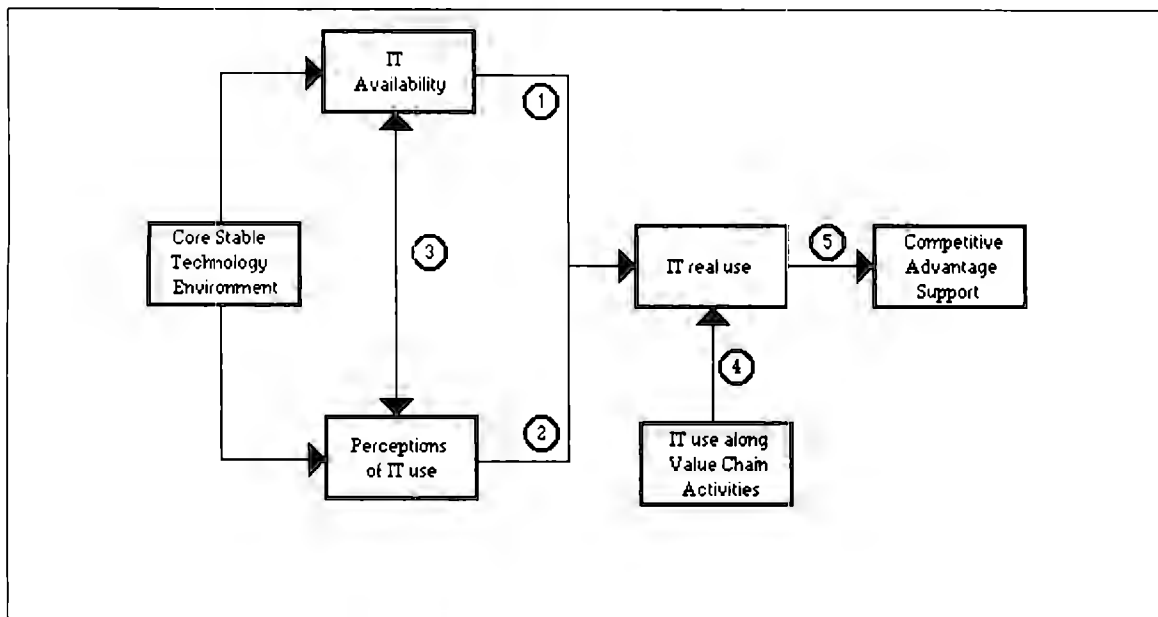 IT
Availability
1
Core Stable
Technology
Environment
3
IT real use
5
Competitive
Advantage
Support
4
Perceptions
of IT use
2
IT use along
Value Chain
Activities